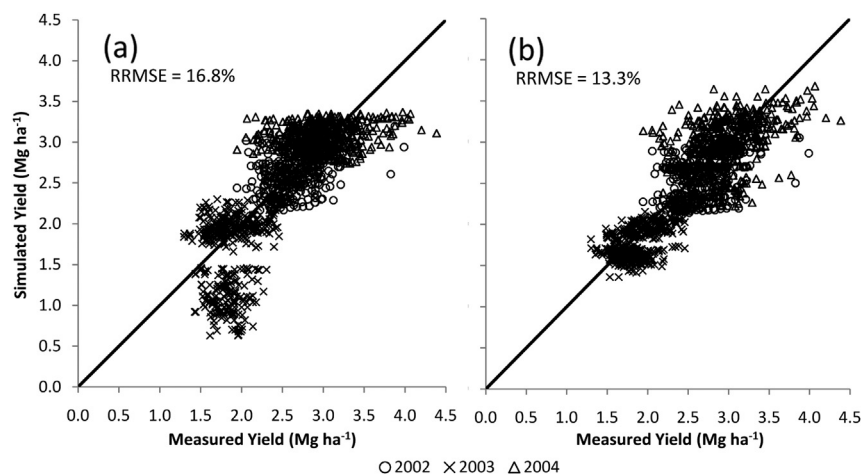 (a)
RRMSE = 16.8%
4.5
4.0
3.5
3.0
2.5
2.0
1.5
1.0
0.5
0.0
Simulated Yield (Mg ha⁻¹)
0.0 0.5 1.0 1.5 2.0 2.5 3.0 3.5 4.0 4.5
Measured Yield (Mg ha⁻¹)
(b)
RRMSE = 13.3%
0.0 0.5 1.0 1.5 2.0 2.5 3.0 3.5 4.0 4.5
Measured Yield (Mg ha⁻¹)
2002 2003 2004